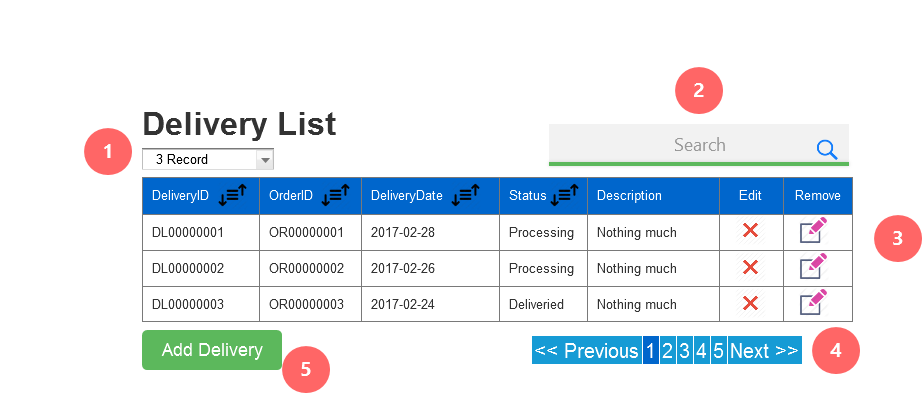 2
Delivery List
1
3 Record
Search
DeliveryID OrderID DeliveryDate Status Description Edit Remove
DL00000001 OR00000001 2017-02-28 Processing Nothing much
3
DL00000002 OR00000002 2017-02-26 Processing Nothing much
DL00000003 OR00000003 2017-02-24 Deliveried Nothing much
Add Delivery
<< Previous 1 2 3 4 5 Next >>
4
5